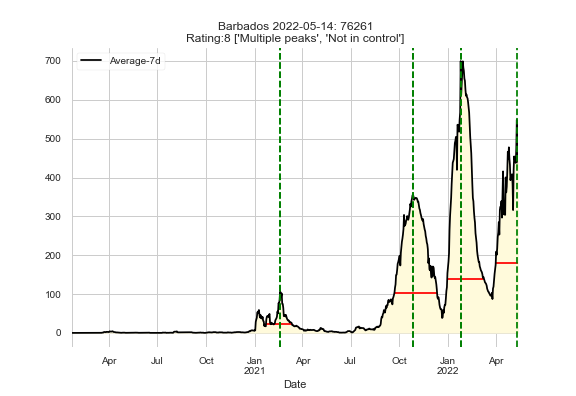 Barbados 2022-05-14: 76261
Rating:8 ['Multiple peaks', 'Not in control']
Average-7d
700
600
500
400
300
200
100
0
Apr Jul Oct Jan Apr Jul Oct Jan Apr
2021 2022
Date